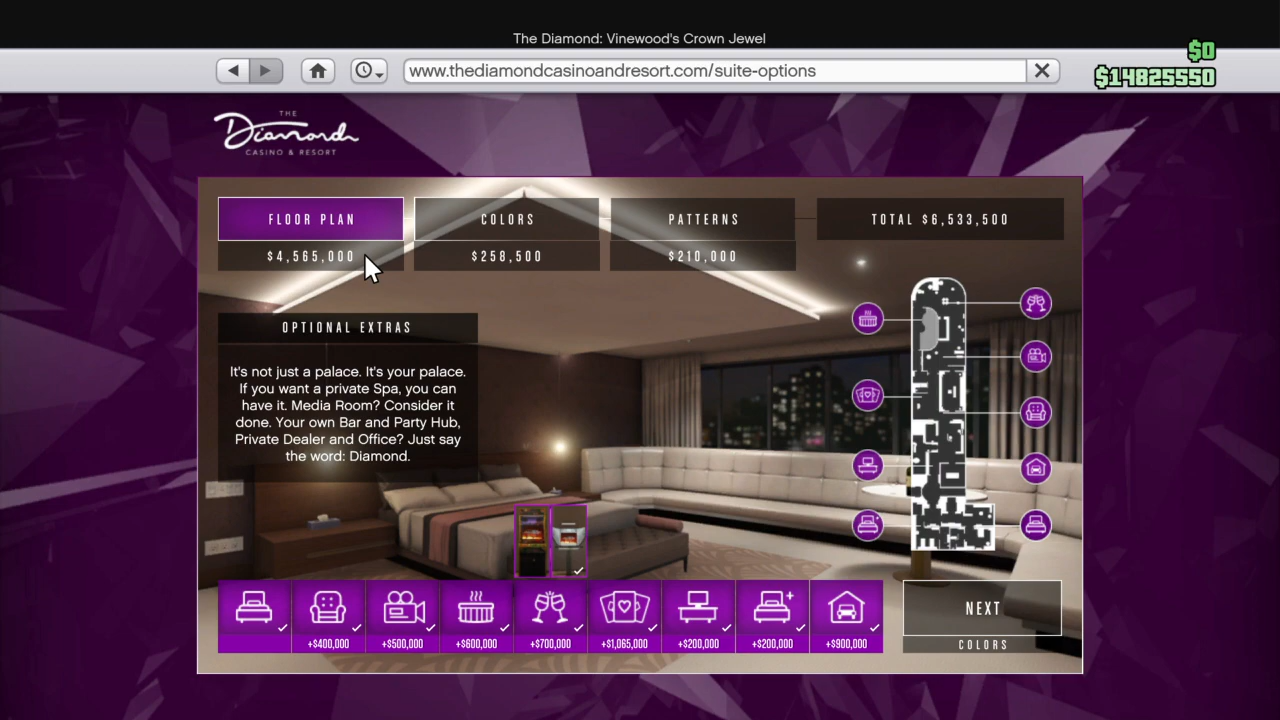 The Diamond: Vinewood's Crown Jewel
$0
www.thediamondcasinoandresort.com/suite-options
$14825550
THE
Diamond
CASINO & RESORT
FLOOR PLAN
COLORS
PATTERNS
TOTAL $6,533,500
$4,565,000
$258,500
$210,000
OPTIONAL EXTRAS
It's not just a palace. It's your palace.
If you want a private Spa, you can
have it. Media Room? Consider it
done. Your own Bar and Party Hub,
Private Dealer and Office? Just say
the word: Diamond.
+$400,000
+$500,000
+$600,000
+$700,000
+$1,065,000
+$200,000
+$200,000
+$900,000
NEXT
COLORS